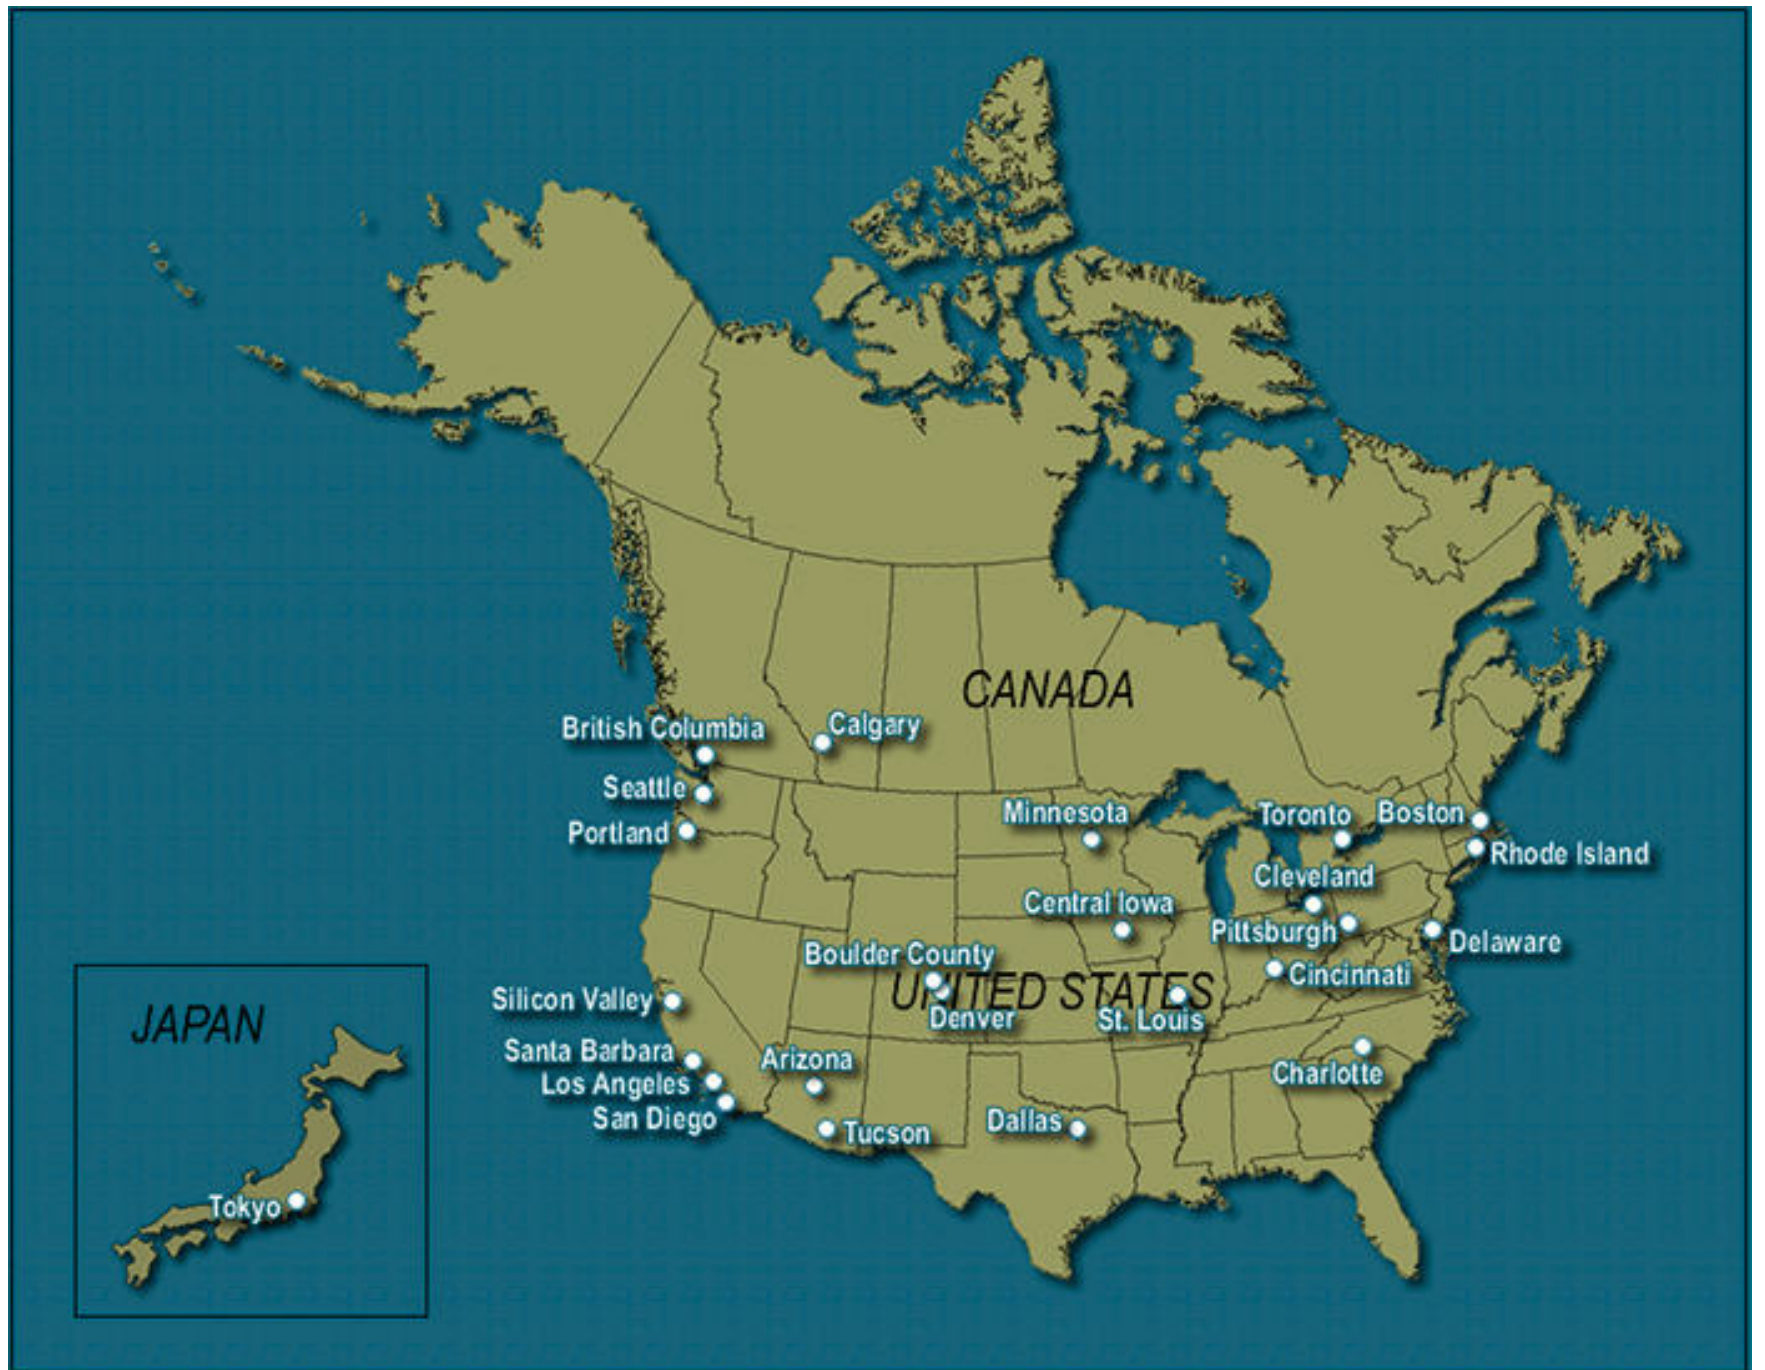 CANADA
British Columbia
Calgary
Seattle
Portland
Minnesota
Toronto
Boston
Rhode Island
Cleveland
Central Iowa
Pittsburgh
Delaware
Boulder County
Cincinnati
UNITED STATES
Silicon Valley
Denver
St. Louis
Santa Barbara
Arizona
Los Angeles
Charlotte
San Diego
Tucson
Dallas
JAPAN
Tokyo